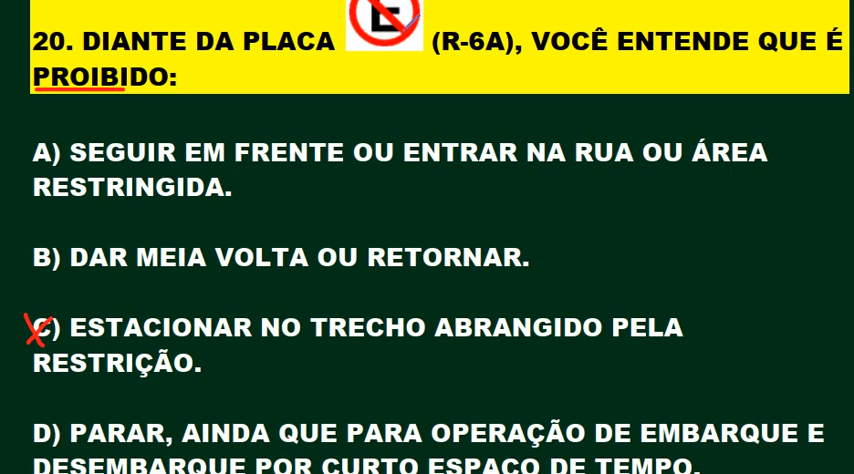 20. DIANTE DA PLACA E (R-6A), VOCÊ ENTENDE QUE É
PROIBIDO:
A) SEGUIR EM FRENTE OU ENTRAR NA RUA OU ÁREA
RESTRINGIDA.
B) DAR MEIA VOLTA OU RETORNAR.
C) ESTACIONAR NO TRECHO ABRANGIDO PELA
RESTRIÇÃO.
D) PARAR, AINDA QUE PARA OPERAÇÃO DE EMBARQUE E
DESEMBARQUE POR CURTO ESPAÇO DE TEMPO.